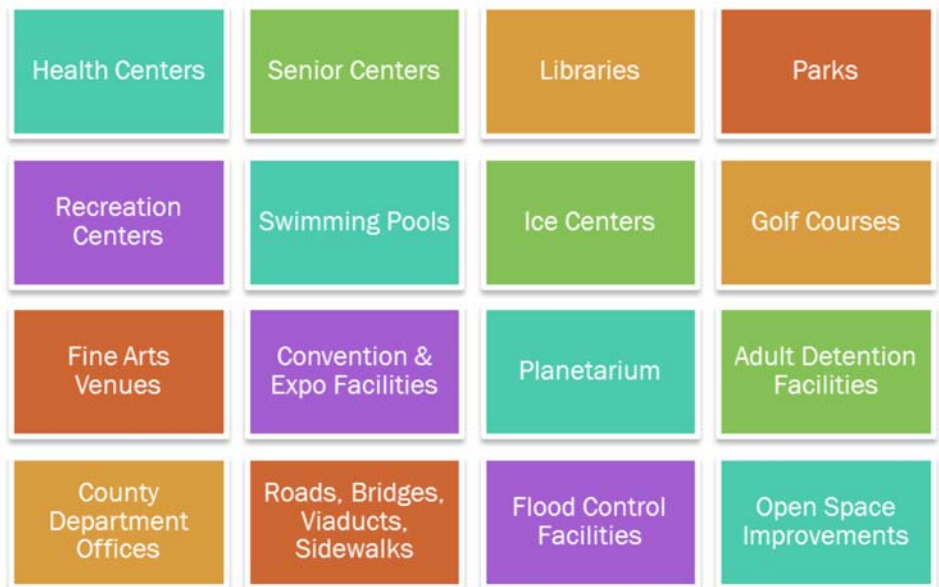 Health Centers
Senior Centers
Libraries
Parks
Recreation
Centers
Swimming Pools
Ice Centers
Golf Courses
Fine Arts
Venues
Convention &
Expo Facilities
Planetarium
Adult Detention
Facilities
County
Department
Offices
Roads, Bridges,
Viaducts,
Sidewalks
Flood Control
Facilities
Open Space
Improvements